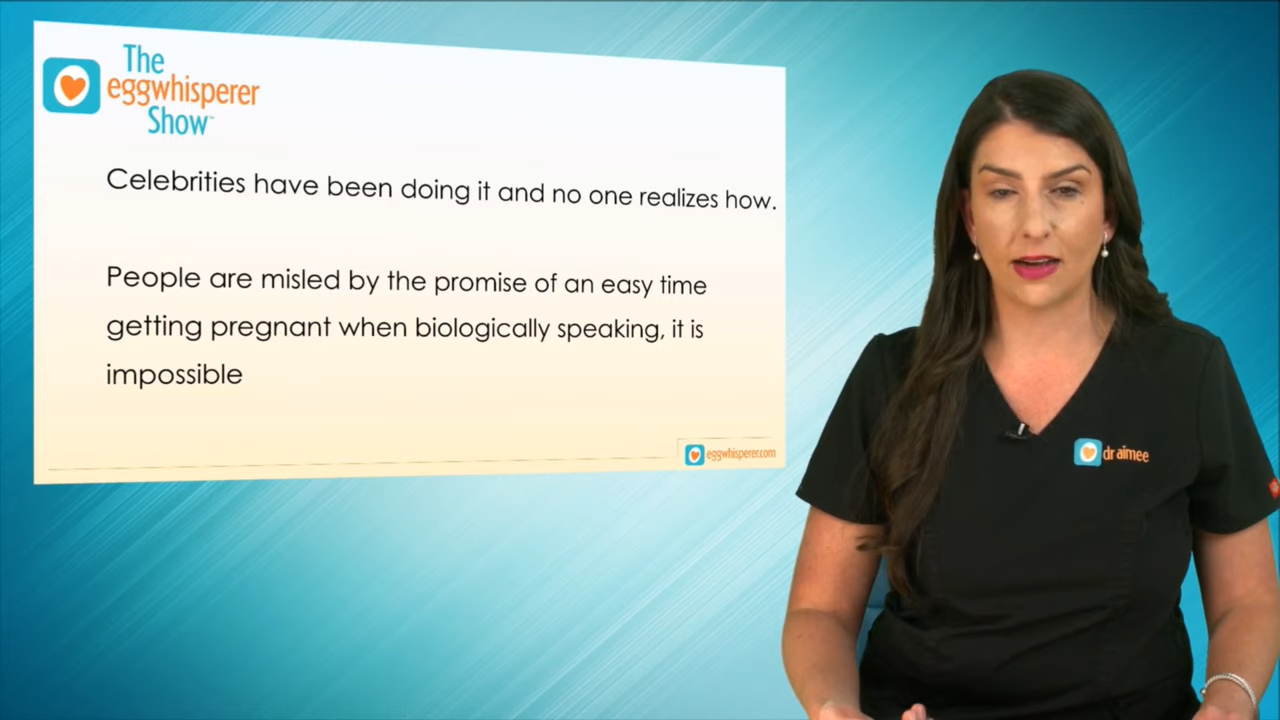 The
eggwhisperer
Show™
Celebrities have been doing it and no one realizes how.
People are misled by the promise of an easy time
getting pregnant when biologically speaking, it is
impossible
eggwhisperer.com
dr aimee